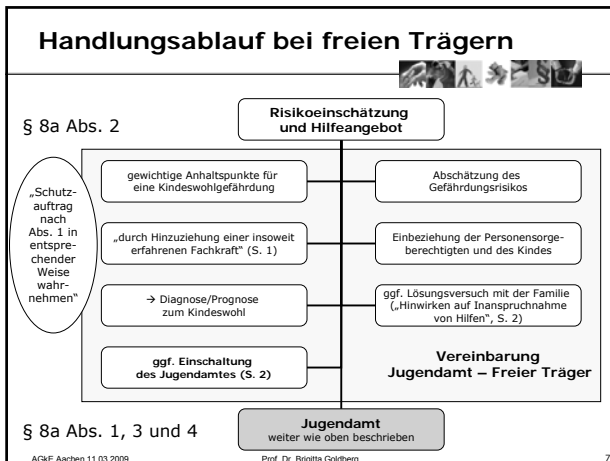 Handlungsablauf bei freien Trägern
§
§ 8a Abs. 2
Risikoeinschätzung
und Hilfeangebot
„Schutz-
auftrag
nach
Abs. 1 in
entspre-
chender
Weise
wahr-
nehmen“
gewichtige Anhaltspunkte für
eine Kindeswohlgefährdung
Abschätzung des
Gefährdungsrisikos
„durch Hinzuziehung einer insoweit
erfahrenen Fachkraft“ (S. 1)
Einbeziehung der Personensorge-
berechtigten und des Kindes
→ Diagnose/Prognose
zum Kindeswohl
ggf. Lösungsversuch mit der Familie
(„Hinwirken auf Inanspruchnahme
von Hilfen“, S. 2)
ggf. Einschaltung
des Jugendamtes (S. 2)
Vereinbarung
Jugendamt – Freier Träger
§ 8a Abs. 1, 3 und 4
Jugendamt
weiter wie oben beschrieben
AGkE Aachen 11.03.2009
Prof. Dr. Brigitta Goldberg
7